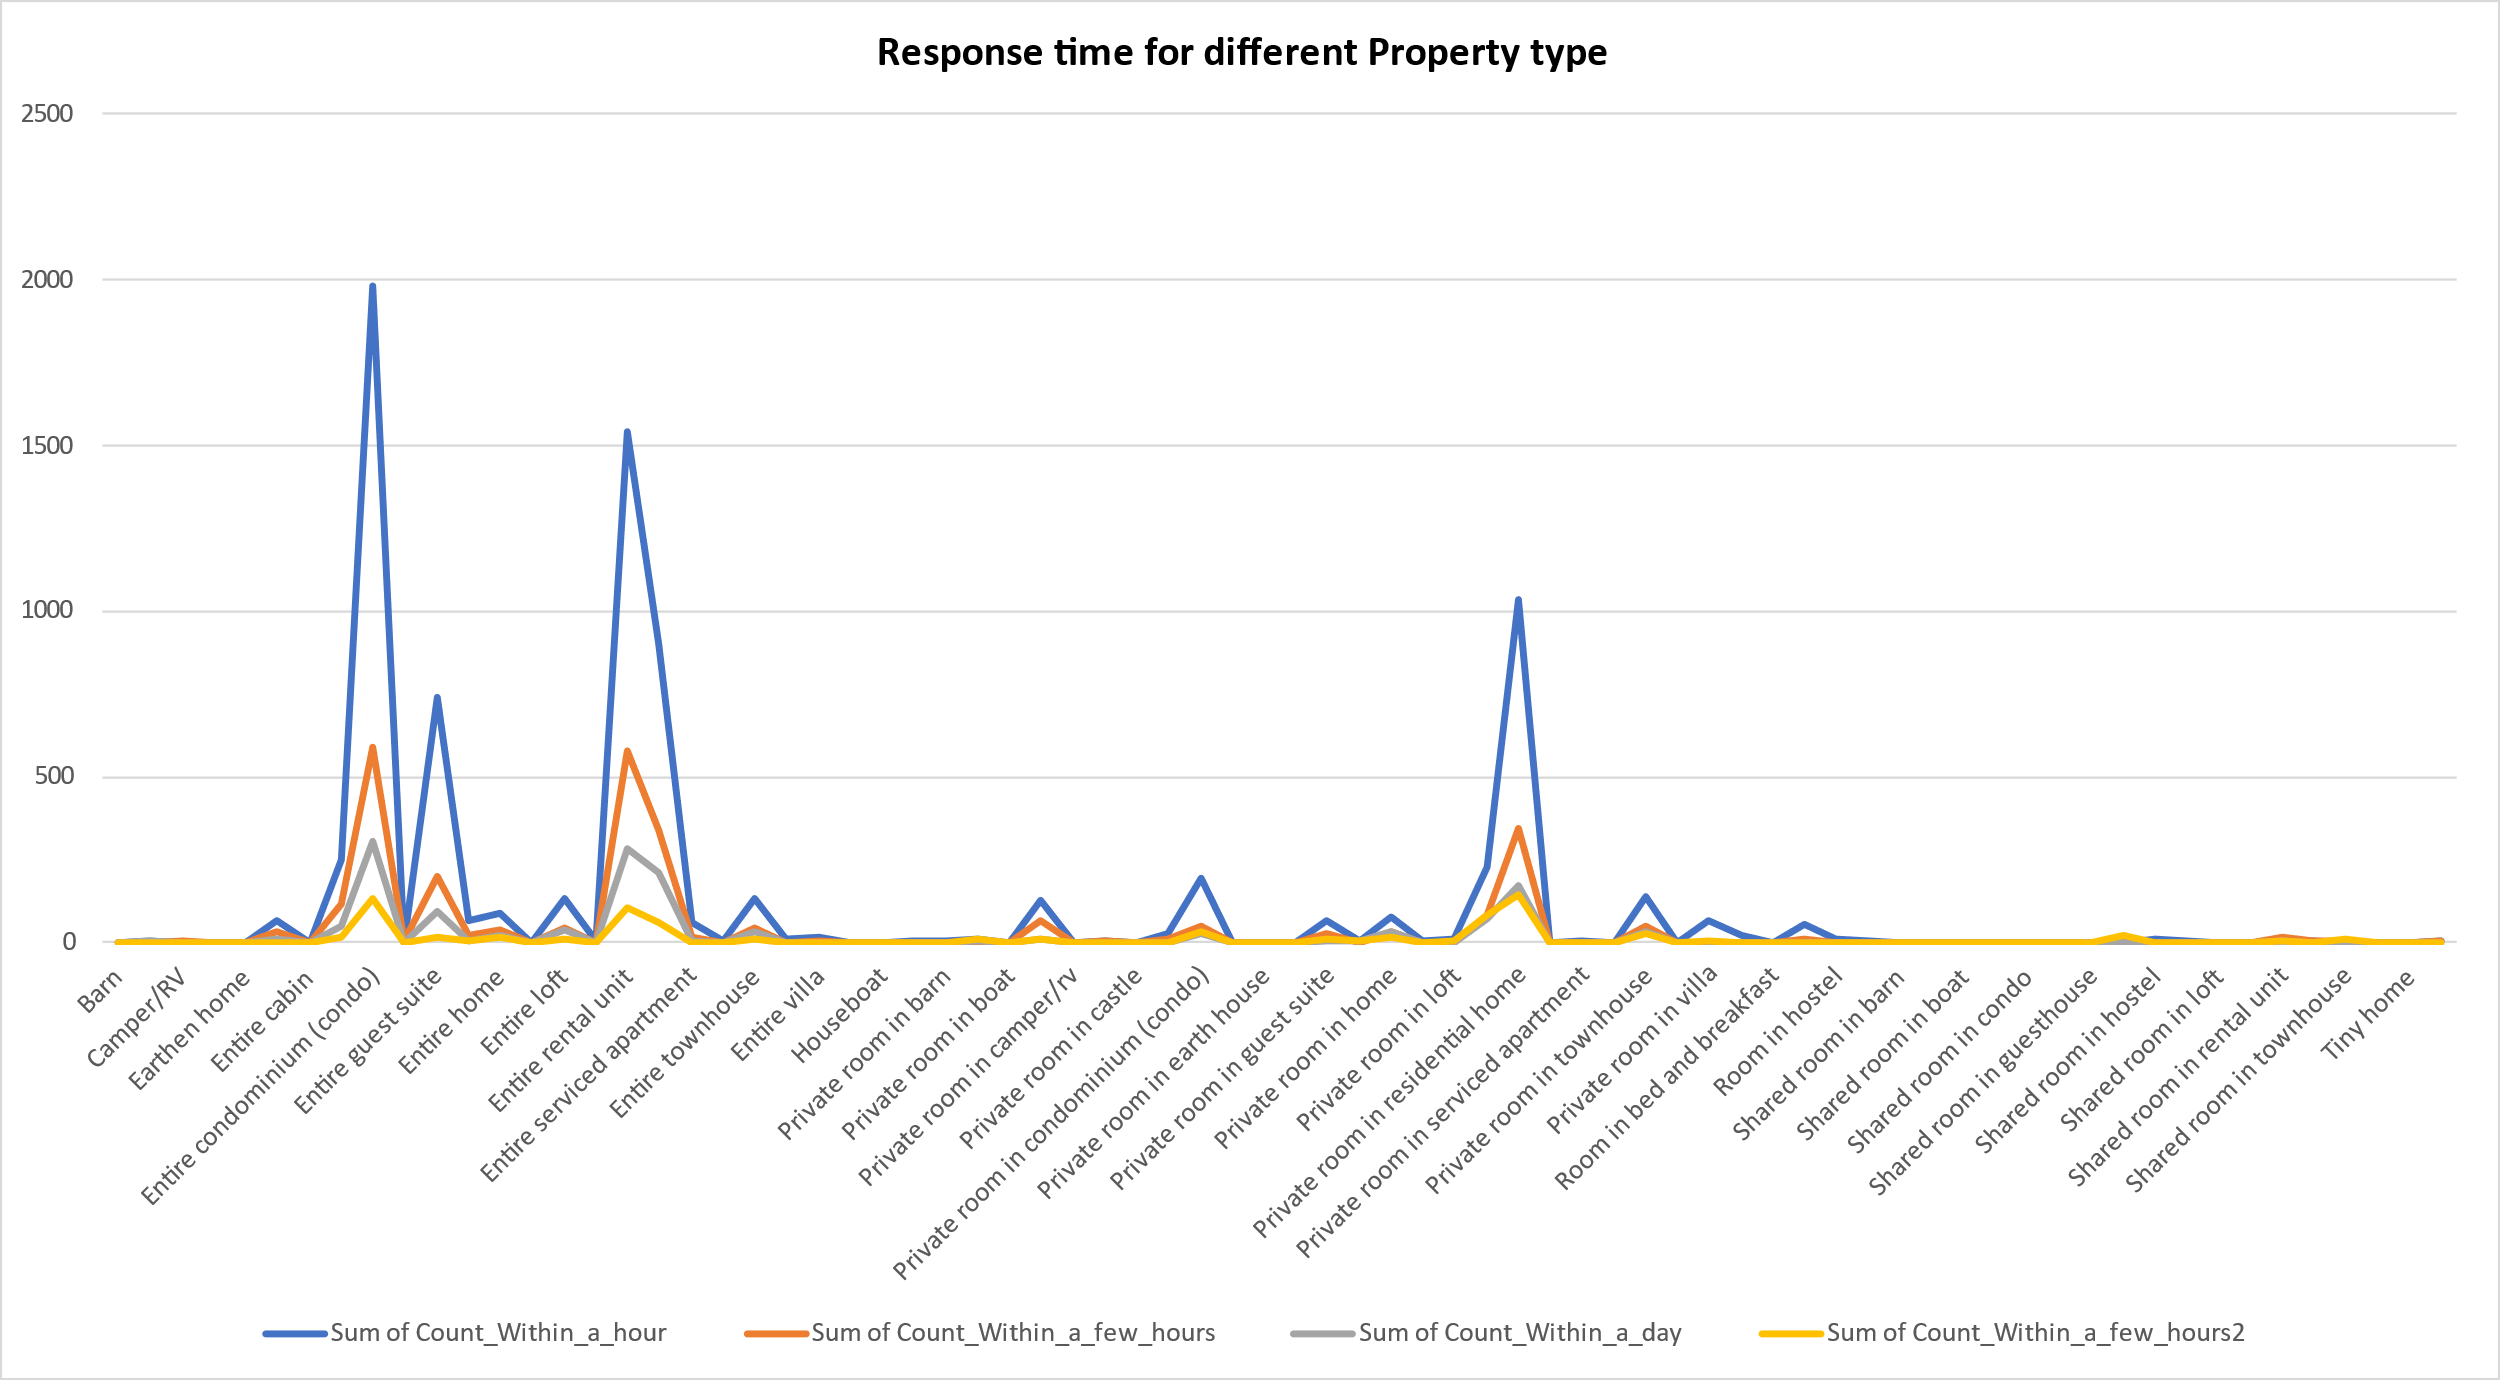 Response time for different Property type
2500
2000
1500
1000
500
0
Barn
Camper/RV
Earthen home
Entire cabin
Entire condominium (condo)
Entire guest suite
Entire home
Entire loft
Entire rental unit
Entire serviced apartment
Entire townhouse
Entire villa
Houseboat
Private room in barn
Private room in boat
Private room in camper/rv
Private room in castle
Private room in condominium (condo)
Private room in earth house
Private room in guest suite
Private room in home
Private room in loft
Private room in residential home
Private room in serviced apartment
Private room in townhouse
Private room in villa
Room in bed and breakfast
Room in hostel
Shared room in barn
Shared room in boat
Shared room in condo
Shared room in guesthouse
Shared room in hostel
Shared room in loft
Shared room in rental unit
Shared room in townhouse
Tiny home
Sum of Count_Within_a_hour
Sum of Count_Within_a_few_hours
Sum of Count_Within_a_day
Sum of Count_Within_a_few_hours2